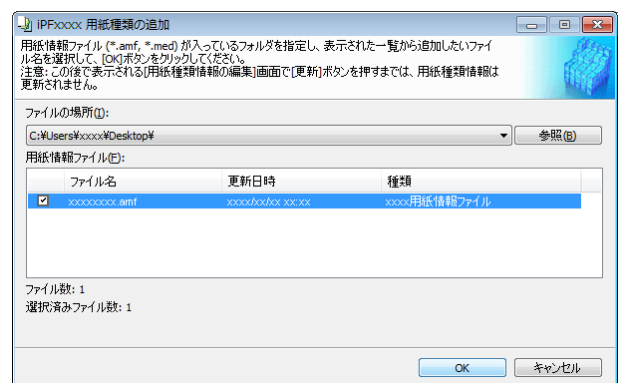 iPFxxxx 用紙種類の追加
用紙情報ファイル (*.amf, *.med) が入っているフォルダを指定し、表示された一覧から追加したいファイ
ル名を選択して、[OK]ボタンをクリックしてください。
注意: この後で表示される[用紙種類情報の編集]画面で[更新]ボタンを押すまでは、用紙種類情報は
更新されません。
ファイルの場所(I):
C:¥Users¥xxxx¥Desktop¥
参照(B)
用紙情報ファイル(F):
ファイル名 更新日時 種類
xxxxxxxx.amf xxxx/xx/xx xx:xx xxxx用紙情報ファイル
ファイル数: 1
選択済みファイル数: 1
OK キャンセル